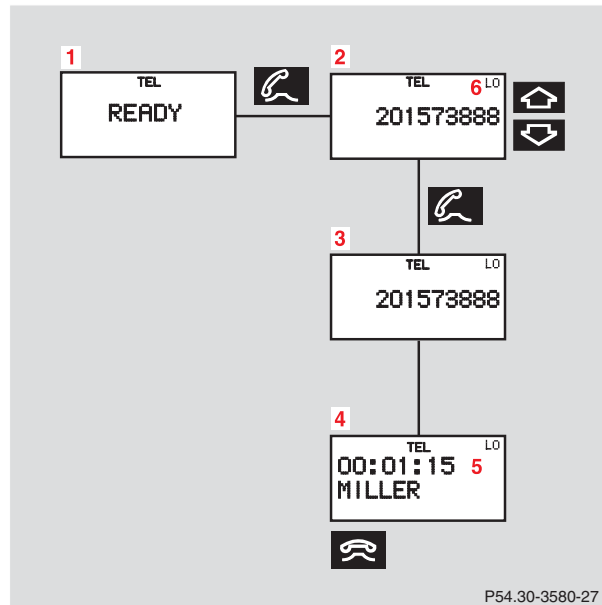 1
TEL
READY
2
TEL
6 LO
201573888
3
TEL LO
201573888
4
TEL LO
00:01:15 5
MILLER
P54.30-3580-27